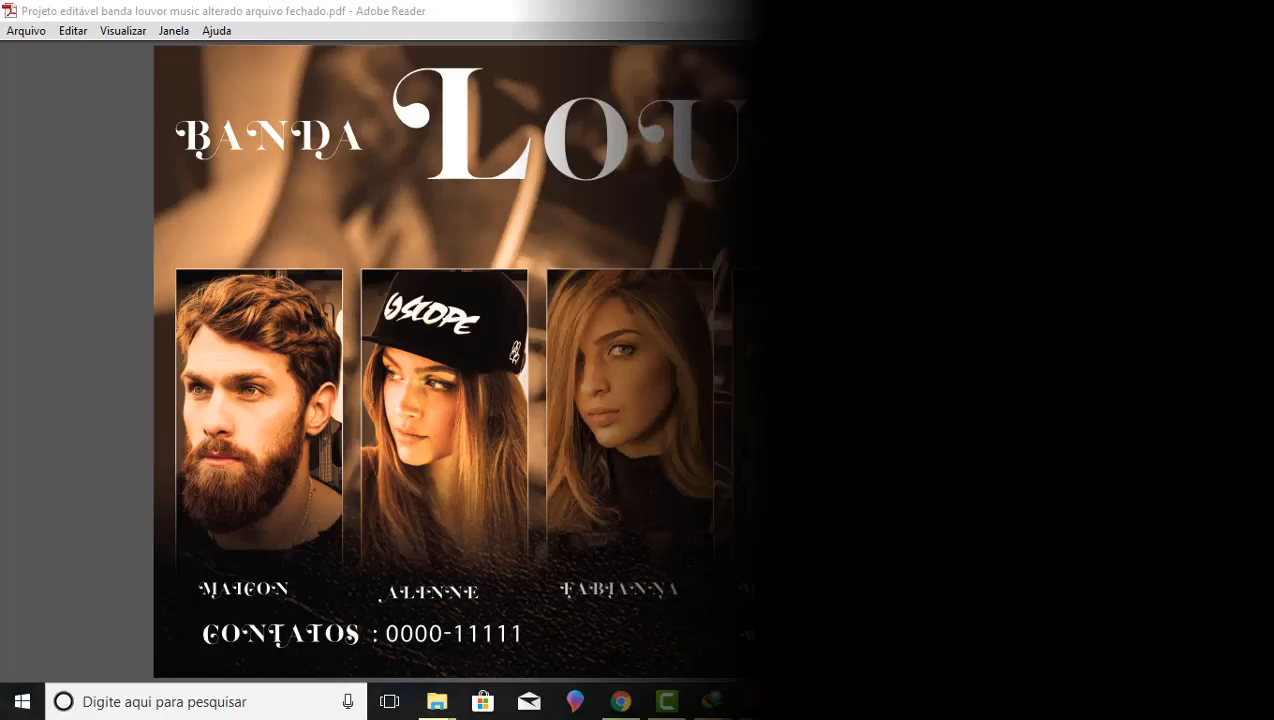 Projeto editável banda louvor music alterado arquivo fechado.pdf - Adobe Reader
Arquivo Editar Visualizar Janela Ajuda
BANDA LOU
SCOPE
MAICON ALINNE FABIANNA
CONTATOS : 0000-11111
Digite aqui para pesquisar